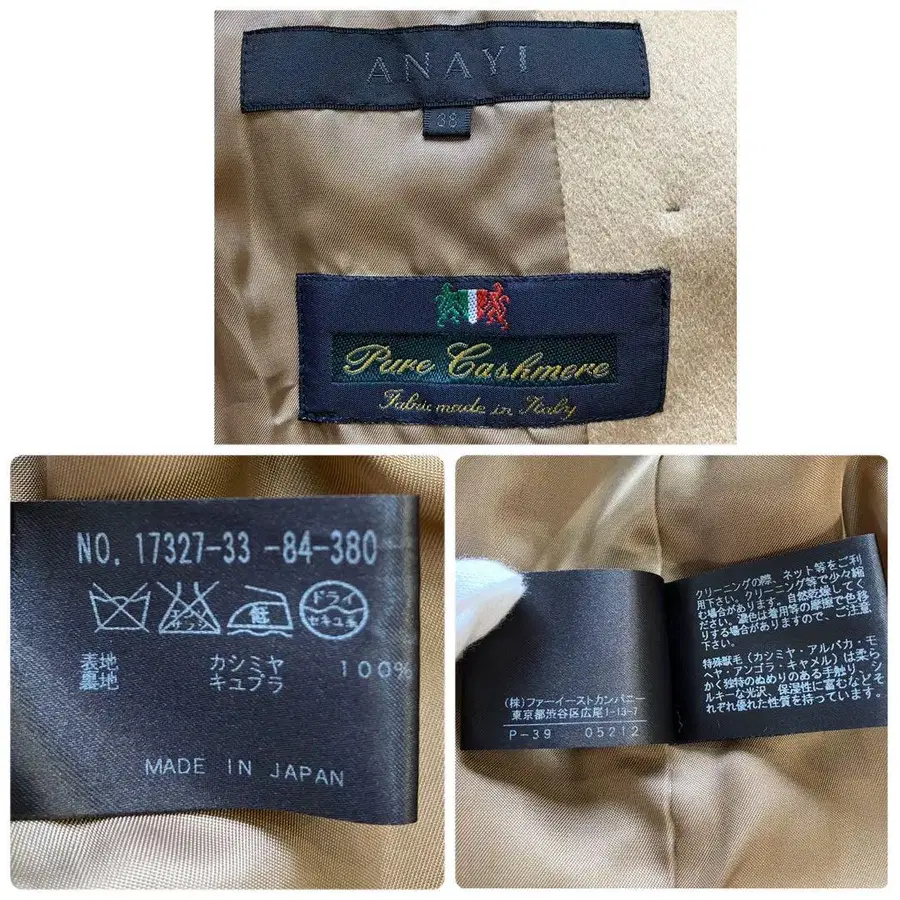 ANAYI
38
Pure Cashmere
Fabric made in Italy
NO. 17327-33 -84-380
エンソサラシ
ドライ
セキユ系
表地 カシミヤ 100%
裏地 キュプラ
MADE IN JAPAN
(株)ファーイーストカンパニー
東京都渋谷区広尾1-13-7
P-39 05212
クリーニングの際、ネット等をご利
用下さい。クリーニング等で少々縮
む場合があります。自然乾燥して
下さい。濃色は着用等の摩擦で色移
りする場合がありますので、ご注意
下さい。
特殊獣毛(カシミヤ・アルパカ・モ
ヘヤ・アンゴラ・キャメル)は柔ら
かく独特のぬめりのある手触り、シ
ルキーな光沢、保湿性に富むなどそ
れぞれ優れた性質を持っています。